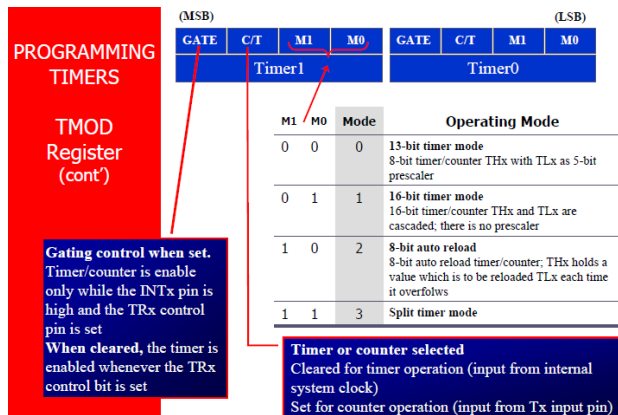 PROGRAMMING
TIMERS
TMOD
Register
(cont')
(MSB)
(LSB)
GATE C/T M1 M0 GATE C/T M1 M0
Timer1 Timer0
M1 M0 Mode Operating Mode
0 0 0 13-bit timer mode
8-bit timer/counter THx with TLx as 5-bit
prescaler
0 1 1 16-bit timer mode
16-bit timer/counter THx and TLx are
cascaded; there is no prescaler
1 0 2 8-bit auto reload
8-bit auto reload timer/counter; THx holds a
value which is to be reloaded TLx each time
it overfolws
1 1 3 Split timer mode
Gating control when set.
Timer/counter is enable
only while the INTx pin is
high and the TRx control
pin is set
When cleared, the timer is
enabled whenever the TRx
control bit is set
Timer or counter selected
Cleared for timer operation (input from internal
system clock)
Set for counter operation (input from Tx input pin)